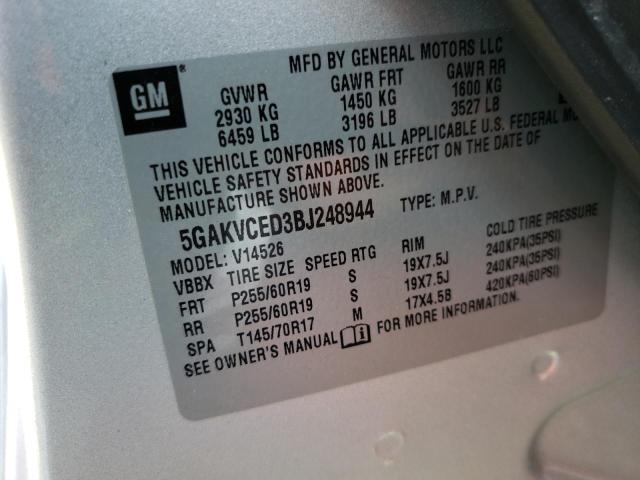 GM ®
MFD BY GENERAL MOTORS LLC
GVWR GAWR FRT GAWR RR
2930 KG 1450 KG 1600 KG
6459 LB 3196 LB 3527 LB
THIS VEHICLE CONFORMS TO ALL APPLICABLE U.S. FEDERAL
VEHICLE SAFETY STANDARDS IN EFFECT ON THE DATE OF
MANUFACTURE SHOWN ABOVE.
5GAKVCED3BJ248944 TYPE: M.P.V.
MODEL: V14526
VBBX TIRE SIZE SPEED RTG RIM COLD TIRE PRESSURE
FRT P255/60R19 S 19X7.5J 240KPA(35PSI)
RR P255/60R19 S 19X7.5J 240KPA(35PSI)
SPA T145/70R17 M 17X4.5B 420KPA(60PSI)
SEE OWNER'S MANUAL FOR MORE INFORMATION.